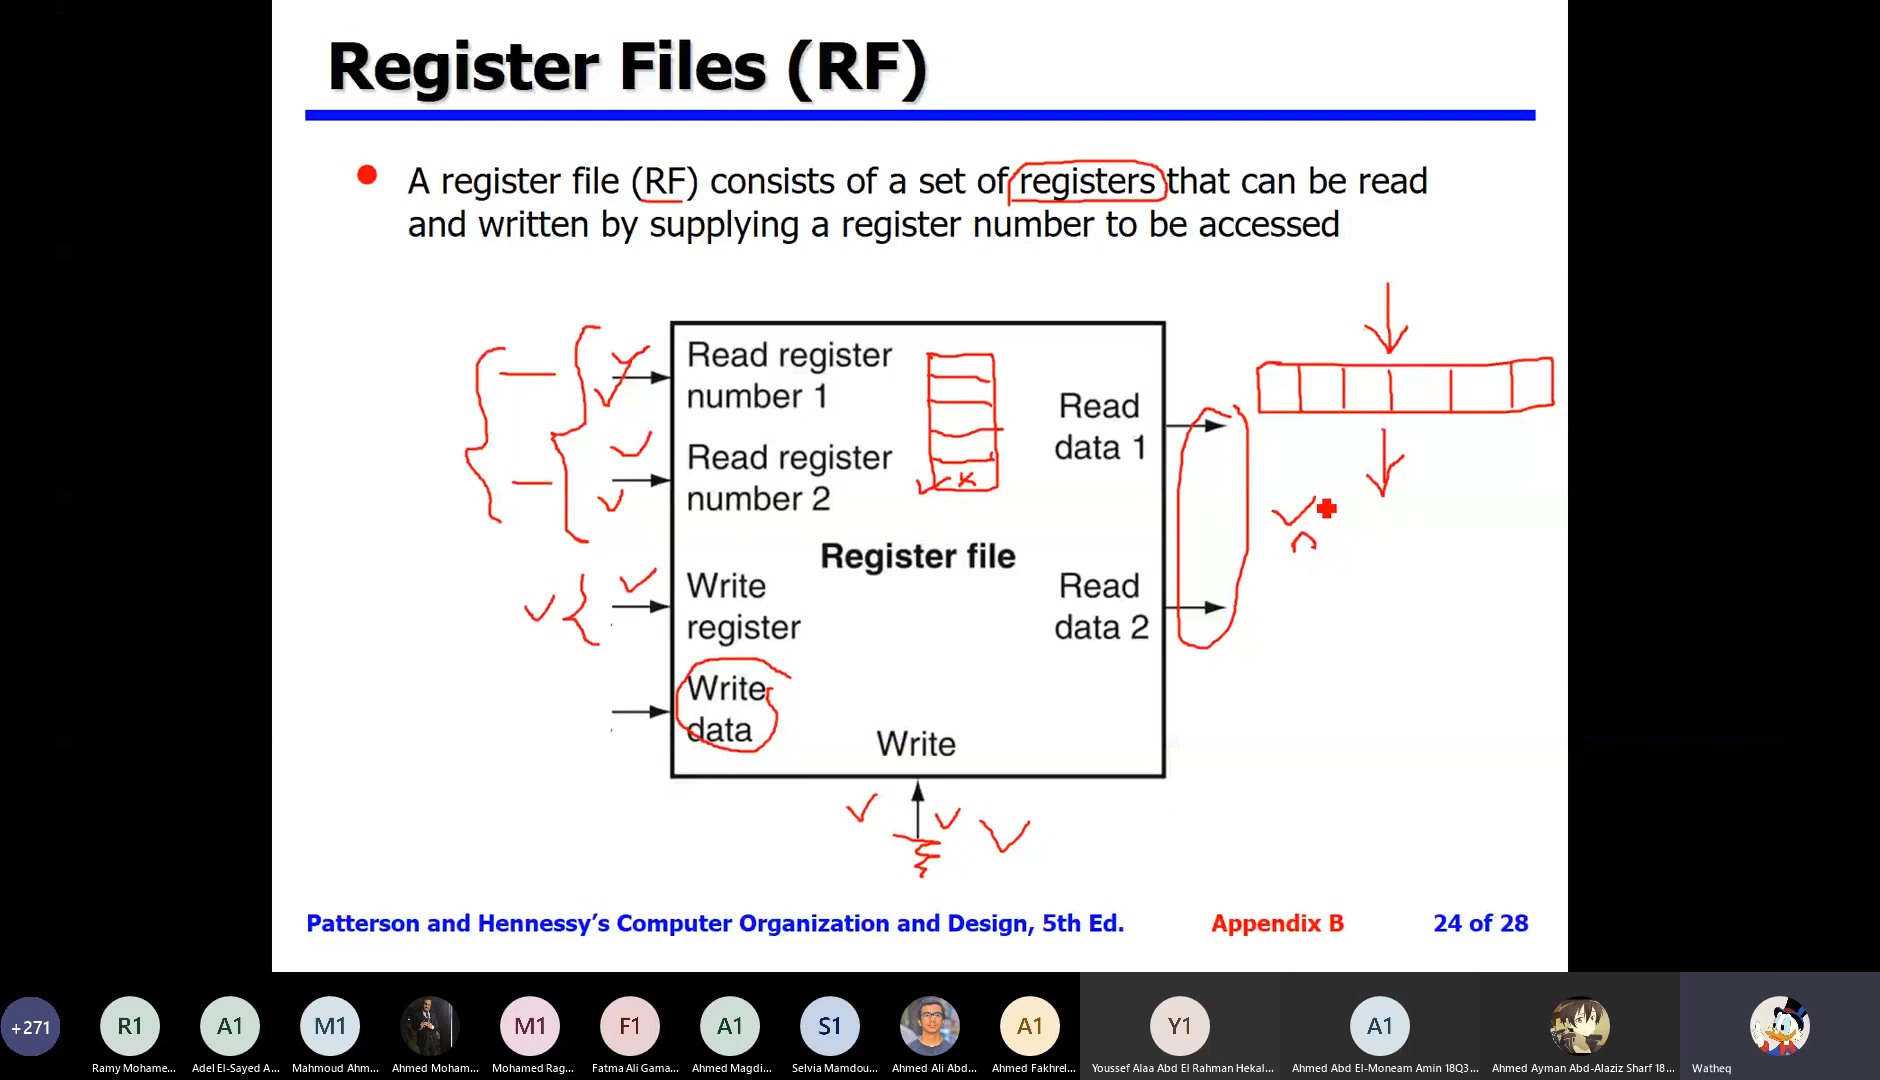 Register Files (RF)
A register file (RF) consists of a set of registers that can be read
and written by supplying a register number to be accessed
Read register
number 1
Read register
number 2
Register file
Write
register
Write
data
Write
Read
data 1
Read
data 2
Patterson and Hennessy’s Computer Organization and Design, 5th Ed.
Appendix B
24 of 28
+271
R1
A1
M1
M1
F1
A1
S1
A1
Y1
A1
Ramy Mohame...
Adel El-Sayed A...
Mahmoud Ahm...
Ahmed Moham...
Mohamed Rag...
Fatma Ali Gama...
Ahmed Magdi...
Selvia Mamdou...
Ahmed Ali Abd...
Ahmed Fakhrel...
Youssef Alaa Abd El Rahman Hekal...
Ahmed Abd El-Moneam Amin 18Q3...
Ahmed Ayman Abd-Alaziz Sharf 18...
Watheq